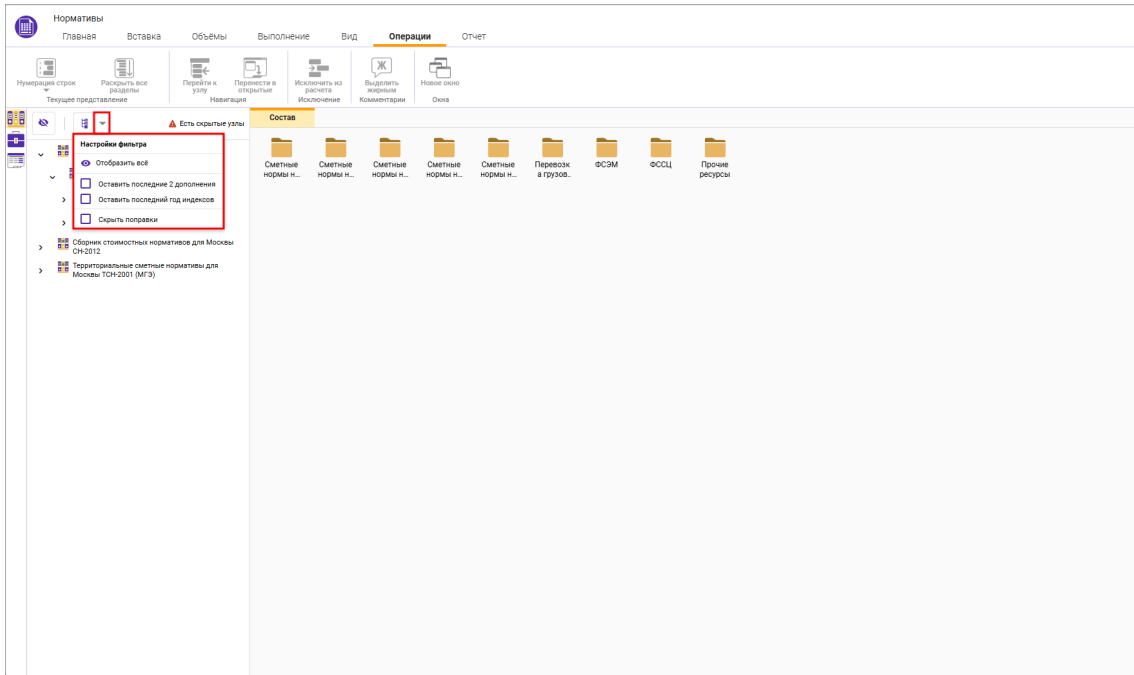 Нормативы
Главная Вставка Объёмы Выполнение Вид Операции Отчет
Нумерация строк
Раскрыть все разделы
Текущее представление
Перейти к узлу
Перенести в открытые
Навигация
Исключить из расчета
Исключение
Ж
Выделить жирным
Комментарии
Новое окно
Окна
Есть скрытые узлы
Настройки фильтра
Отобразить всё
Оставить последние 2 дополнения
Оставить последний год индексов
Скрыть поправки
Сборник стоимостных нормативов для Москвы
СН-2012
Территориальные сметные нормативы для
Москвы ТСН-2001 (МГЭ)
Состав
Сметные
нормы н...
Сметные
нормы н...
Сметные
нормы н...
Сметные
нормы н...
Сметные
нормы н...
Перевозк
а грузов..
ФСЭМ
ФССЦ
Прочие
ресурсы